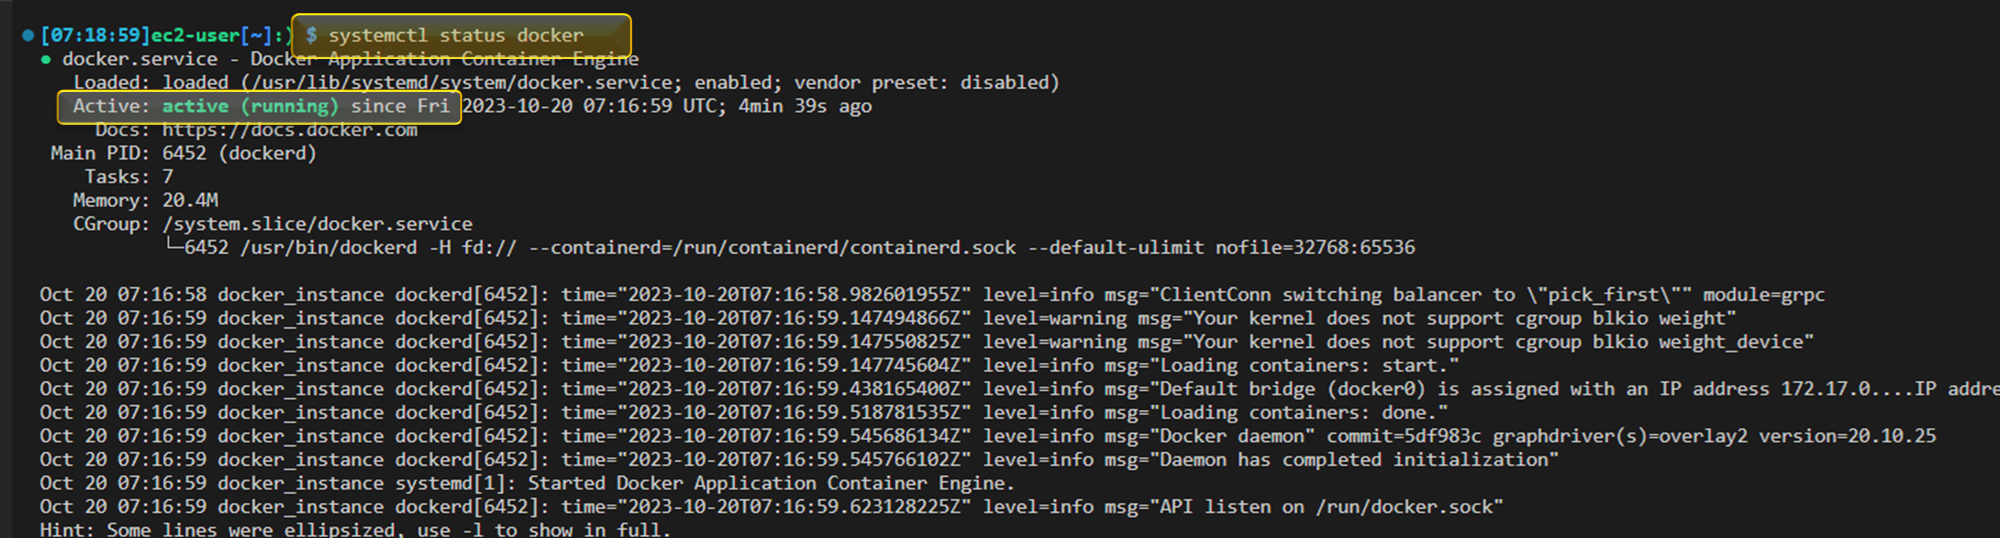 [07:18:59]ec2-user[~]:) $ systemctl status docker
● docker.service - Docker Application Container Engine
Loaded: loaded (/usr/lib/systemd/system/docker.service; enabled; vendor preset: disabled)
Active: active (running) since Fri 2023-10-20 07:16:59 UTC; 4min 39s ago
Docs: https://docs.docker.com
Main PID: 6452 (dockerd)
Tasks: 7
Memory: 20.4M
CGroup: /system.slice/docker.service
└─6452 /usr/bin/dockerd -H fd:// --containerd=/run/containerd/containerd.sock --default-ulimit nofile=32768:65536
Oct 20 07:16:58 docker_instance dockerd[6452]: time="2023-10-20T07:16:58.982601955Z" level=info msg="ClientConn switching balancer to \"pick_first\"" module=grpc
Oct 20 07:16:59 docker_instance dockerd[6452]: time="2023-10-20T07:16:59.147494866Z" level=warning msg="Your kernel does not support cgroup blkio weight"
Oct 20 07:16:59 docker_instance dockerd[6452]: time="2023-10-20T07:16:59.147550825Z" level=warning msg="Your kernel does not support cgroup blkio weight_device"
Oct 20 07:16:59 docker_instance dockerd[6452]: time="2023-10-20T07:16:59.147745604Z" level=info msg="Loading containers: start."
Oct 20 07:16:59 docker_instance dockerd[6452]: time="2023-10-20T07:16:59.438165400Z" level=info msg="Default bridge (docker0) is assigned with an IP address 172.17.0....IP addre
Oct 20 07:16:59 docker_instance dockerd[6452]: time="2023-10-20T07:16:59.518781535Z" level=info msg="Loading containers: done."
Oct 20 07:16:59 docker_instance dockerd[6452]: time="2023-10-20T07:16:59.545686134Z" level=info msg="Docker daemon" commit=5df983c graphdriver(s)=overlay2 version=20.10.25
Oct 20 07:16:59 docker_instance dockerd[6452]: time="2023-10-20T07:16:59.545766102Z" level=info msg="Daemon has completed initialization"
Oct 20 07:16:59 docker_instance systemd[1]: Started Docker Application Container Engine.
Oct 20 07:16:59 docker_instance dockerd[6452]: time="2023-10-20T07:16:59.623128225Z" level=info msg="API listen on /run/docker.sock"
Hint: Some lines were ellipsized, use -l to show in full.